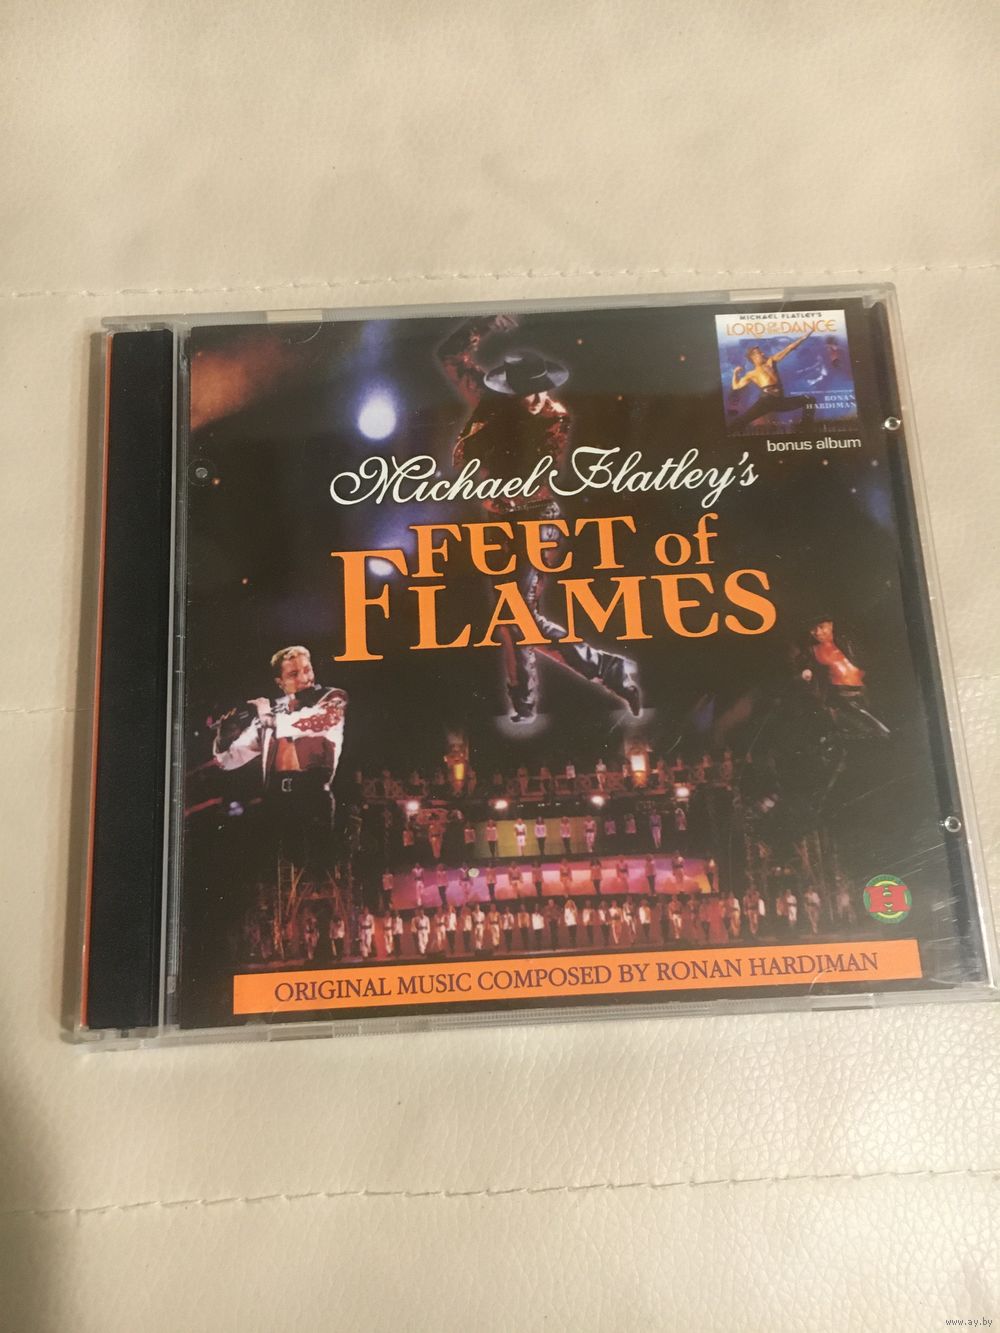 MICHAEL FLATLEY'S
LORD OF THE DANCE
RONAN
HARDIMAN
bonus album
Michael Flatley's
FEET of
FLAMES
H
ORIGINAL MUSIC COMPOSED BY RONAN HARDIMAN
www.ay.by